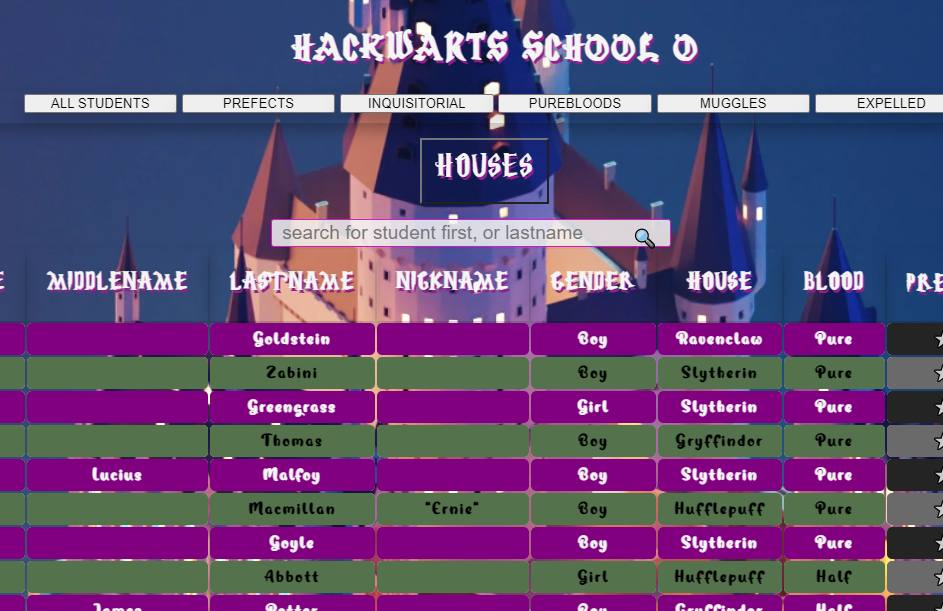 HACKWARTS SCHOOL O
ALL STUDENTS PREFECTS INQUISITORIAL PUREBLOODS MUGGLES EXPELLED
HOUSES
search for student first, or lastname
E MIDDLENAME LASTNAME NICKNAME GENDER HOUSE BLOOD PRE
Goldstein Boy Ravenclaw Pure
Zabini Boy Slytherin Pure
Greengrass Girl Slytherin Pure
Thomas Boy Gryffindor Pure
Lucius Malfoy Boy Slytherin Pure
Macmillan "Ernie" Boy Hufflepuff Pure
Goyle Boy Slytherin Pure
Abbott Girl Hufflepuff Half
James Potter Boy Gryffindor Half